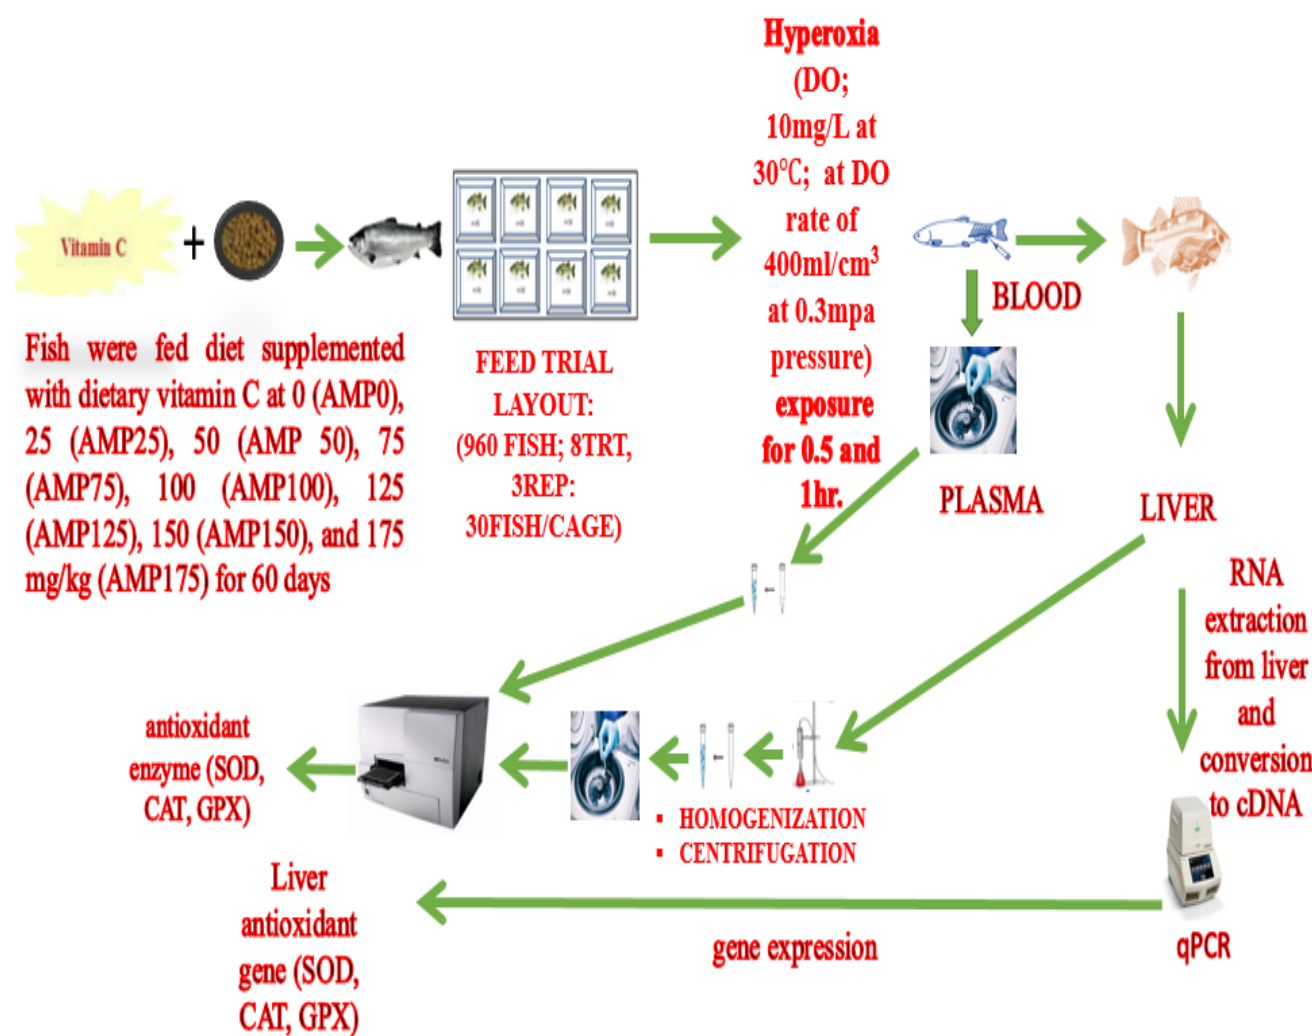 Vitamin C
+
Fish were fed diet supplemented
with dietary vitamin C at 0 (AMP0),
25 (AMP25), 50 (AMP 50), 75
(AMP75), 100 (AMP100), 125
(AMP125), 150 (AMP150), and 175
mg/kg (AMP175) for 60 days
FEED TRIAL
LAYOUT:
(960 FISH; 8TRT,
3REP:
30FISH/CAGE)
Hyperoxia
(DO;
10mg/L at
30℃; at DO
rate of
400ml/cm³
at 0.3mpa
pressure)
exposure
for 0.5 and
1hr.
BLOOD
PLASMA
LIVER
RNA
extraction
from liver
and
conversion
to cDNA
qPCR
▪ HOMOGENIZATION
▪ CENTRIFUGATION
antioxidant
enzyme (SOD,
CAT, GPX)
gene expression
Liver
antioxidant
gene (SOD,
CAT, GPX)